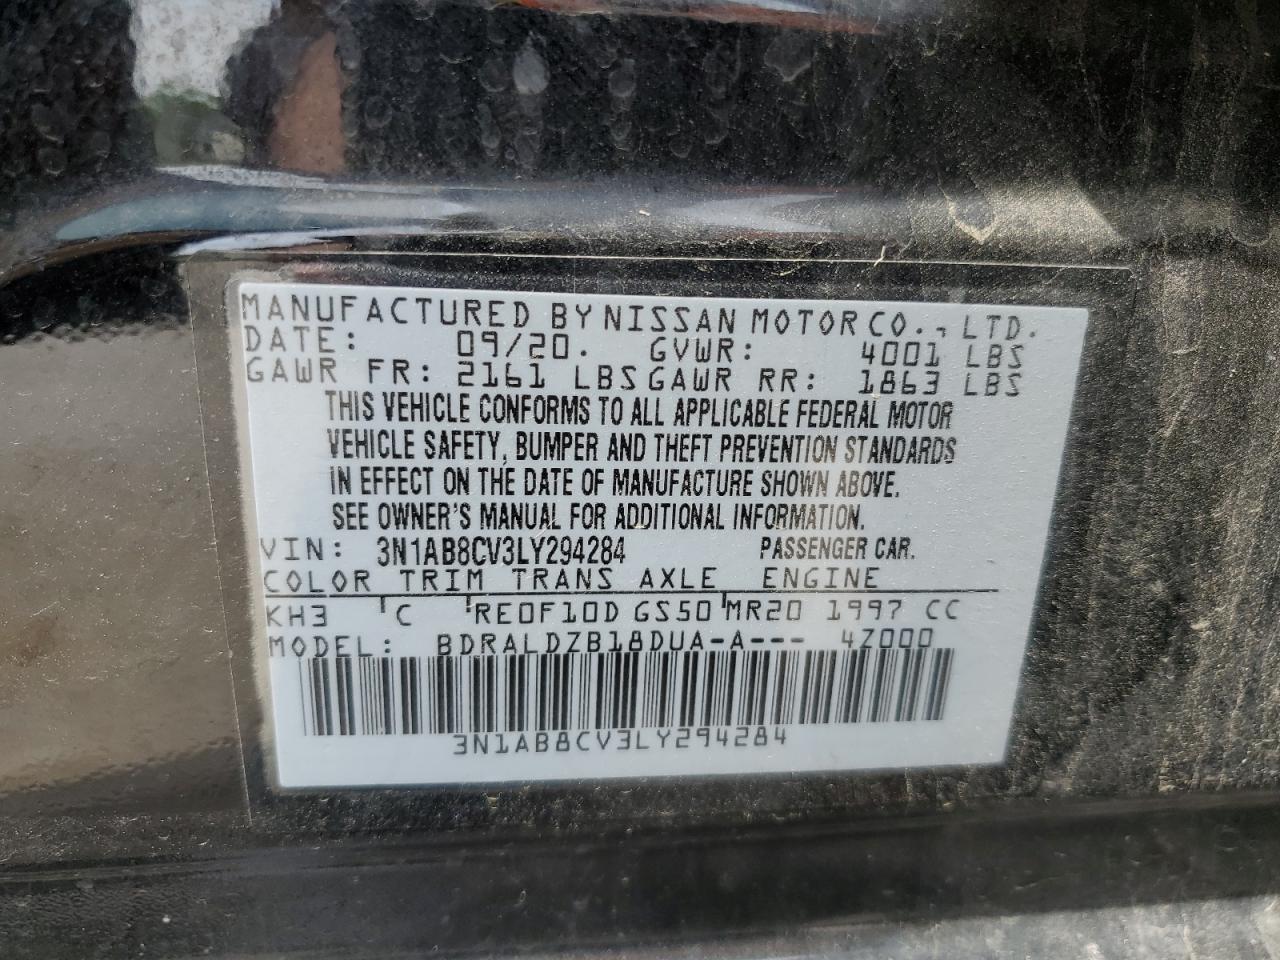 MANUFACTURED BY NISSAN MOTOR CO., LTD.
DATE: 09/20. GVWR: 4001 LBS
GAWR FR: 2161 LBS GAWR RR: 1863 LBS
THIS VEHICLE CONFORMS TO ALL APPLICABLE FEDERAL MOTOR
VEHICLE SAFETY, BUMPER AND THEFT PREVENTION STANDARDS
IN EFFECT ON THE DATE OF MANUFACTURE SHOWN ABOVE.
SEE OWNER'S MANUAL FOR ADDITIONAL INFORMATION.
VIN: 3N1AB8CV3LY294284 PASSENGER CAR.
COLOR TRIM TRANS AXLE ENGINE
KH3 C RE0F10D GS50 MR20 1997 CC
MODEL: BDRALDZB18DUA-A--- 4Z000
3N1AB8CV3LY294284